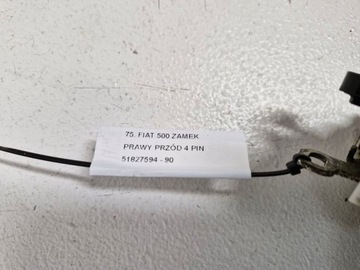 75. FIAT 500 ZAMEK
PRAWY PRZÓD 4 PIN
51827594 - 90